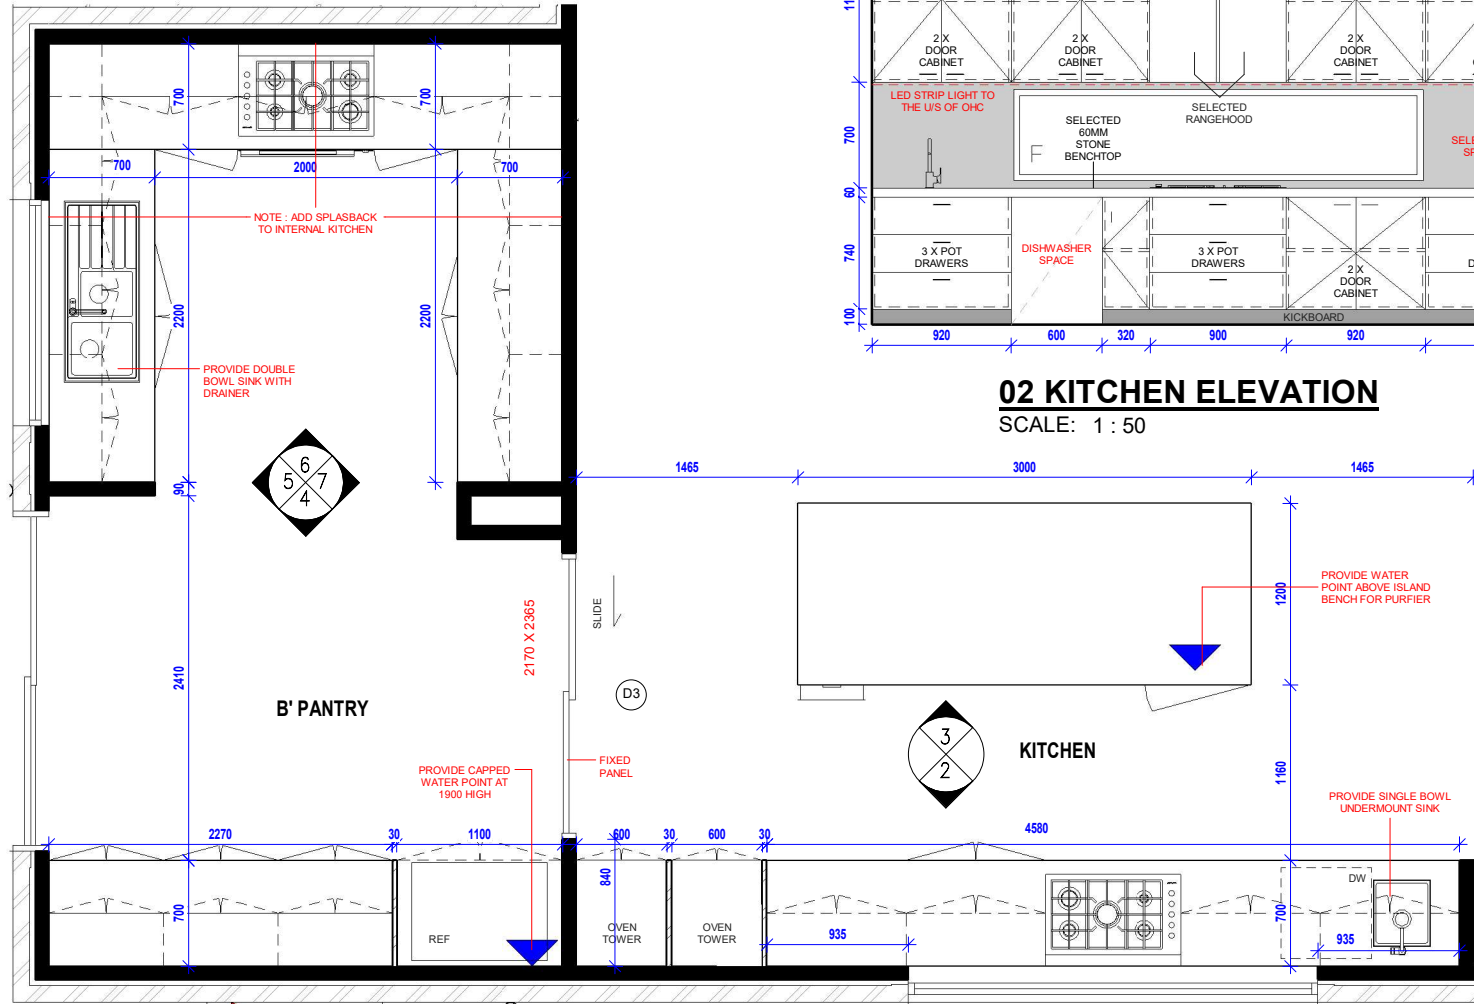 11
2 X
DOOR
CABINET
2 X
DOOR
CABINET
2 X
DOOR
CABINET
LED STRIP LIGHT TO
THE U/S OF OHC
SELECTED
RANGEHOOD
SELECTED
60MM
STONE
BENCHTOP
F
700
60
740
100
3 X POT
DRAWERS
DISHWASHER
SPACE
3 X POT
DRAWERS
2 X
DOOR
CABINET
KICKBOARD
920
600
320
900
920
02 KITCHEN ELEVATION
SCALE: 1 : 50
700
700
700
2000
700
NOTE : ADD SPLASBACK
TO INTERNAL KITCHEN
2200
2200
PROVIDE DOUBLE
BOWL SINK WITH
DRAINER
6
5
7
4
90
1465
3000
1465
SLIDE
2170 X 2365
1200
PROVIDE WATER
POINT ABOVE ISLAND
BENCH FOR PURFIER
2410
B' PANTRY
D3
3
2
KITCHEN
FIXED
PANEL
PROVIDE CAPPED
WATER POINT AT
1900 HIGH
1160
PROVIDE SINGLE BOWL
UNDERMOUNT SINK
2270
30
1100
600
30
600
30
4580
840
DW
700
REF
OVEN
TOWER
OVEN
TOWER
935
700
935